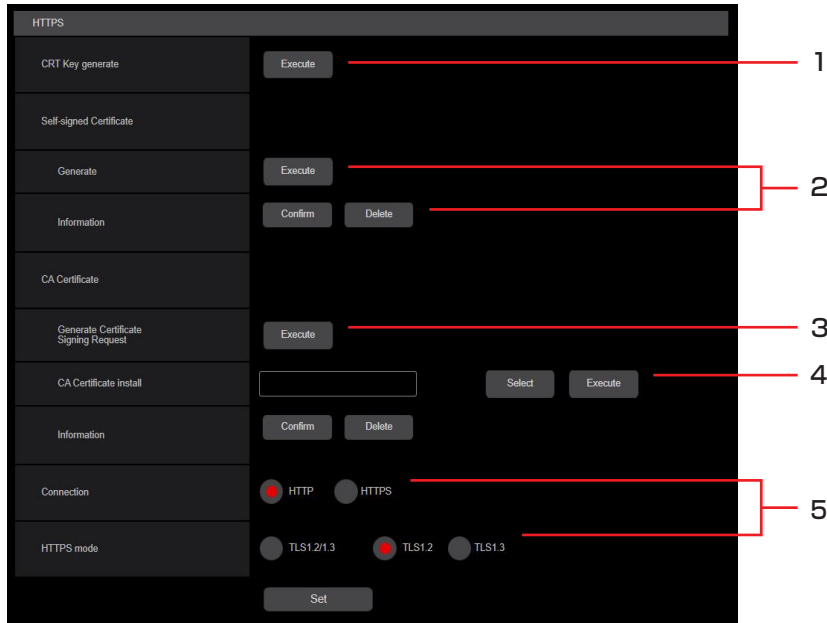 HTTPS
CRT Key generate
Execute
1
Self-signed Certificate
Generate
Execute
2
Information
Confirm
Delete
CA Certificate
Generate Certificate
Signing Request
Execute
3
CA Certificate install
Select
Execute
4
Information
Confirm
Delete
Connection
HTTP
HTTPS
5
HTTPS mode
TLS1.2/1.3
TLS1.2
TLS1.3
Set